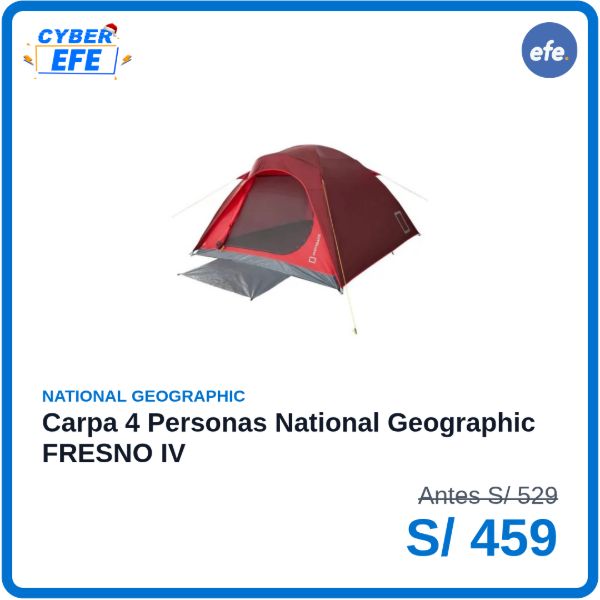 CYBER
EFE
efe.
NATIONAL GEOGRAPHIC
Carpa 4 Personas National Geographic
FRESNO IV
Antes S/ 529
S/ 459